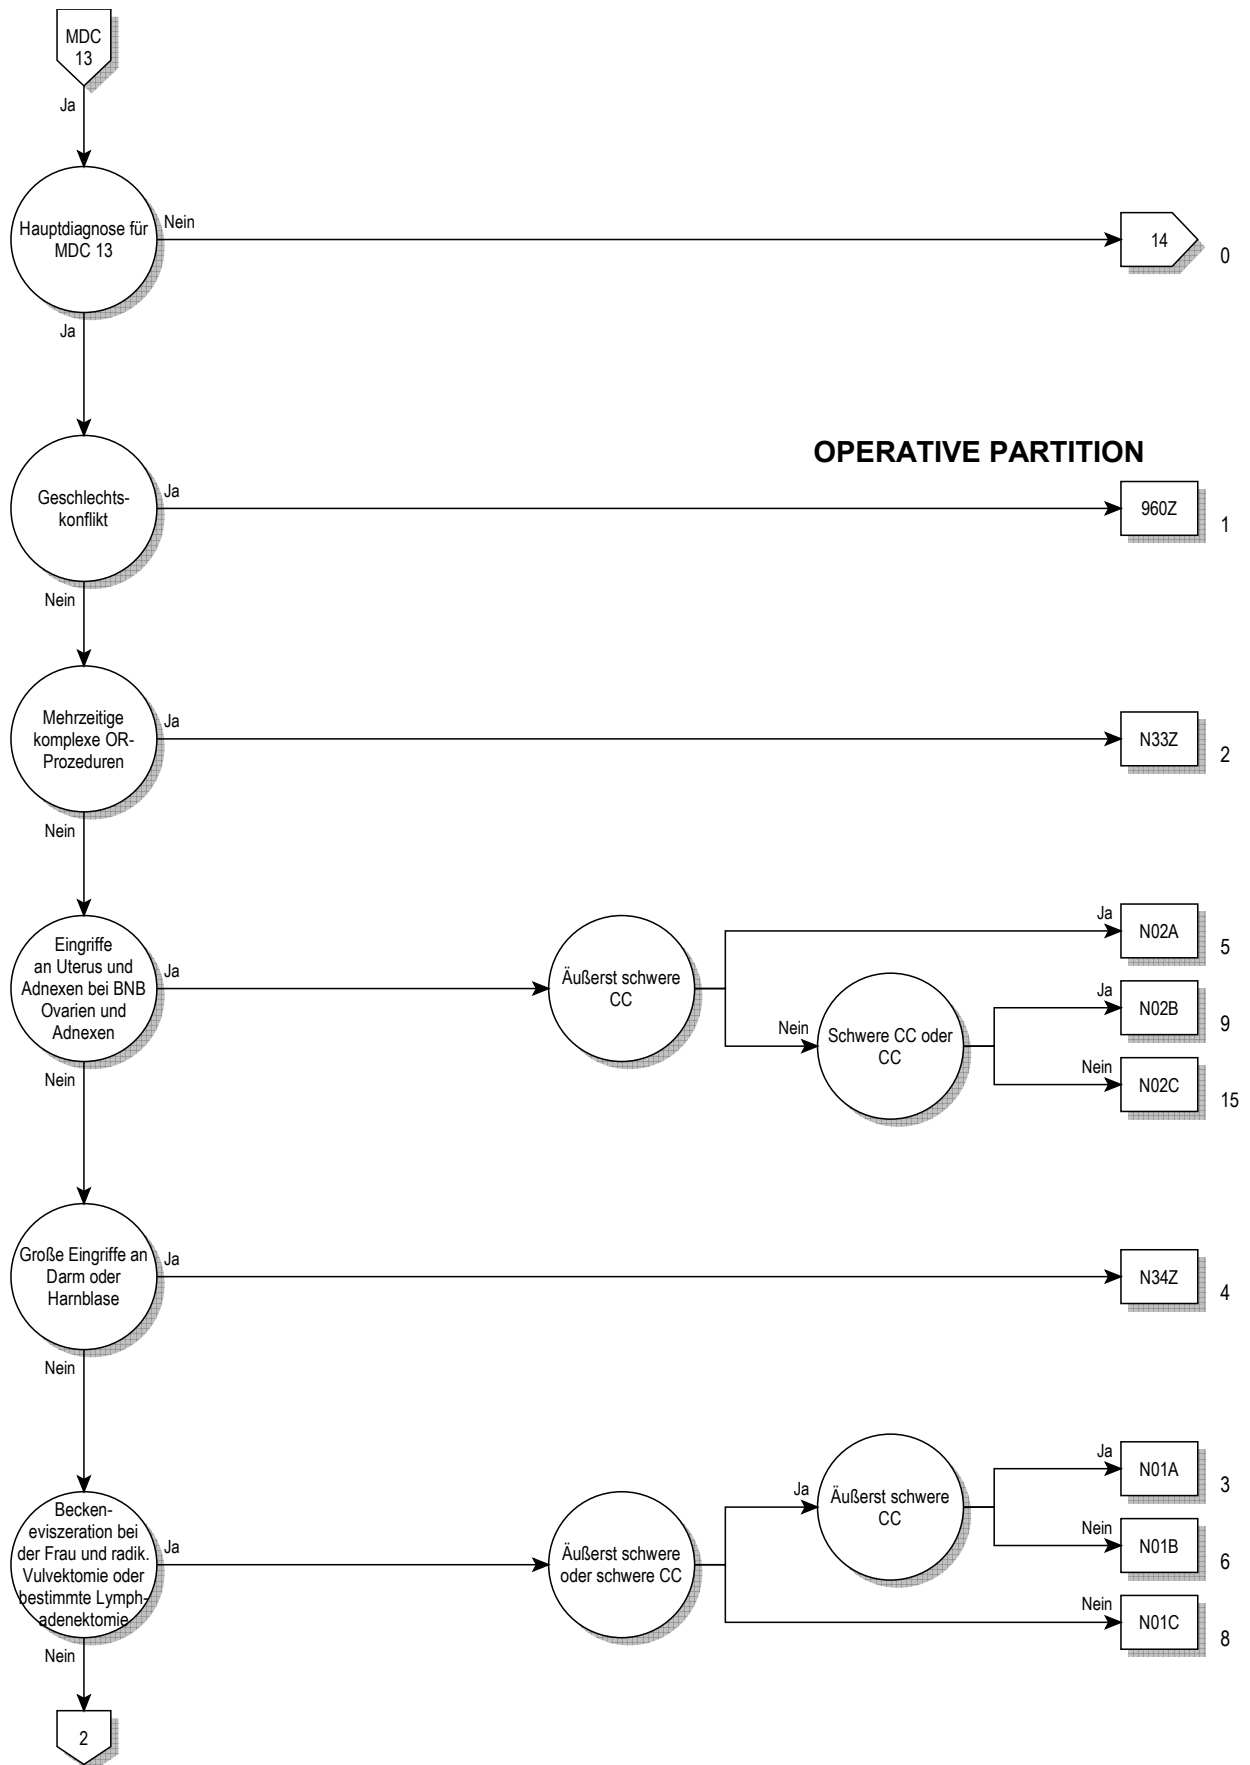 MDC
13
Ja
Hauptdiagnose für
MDC 13
Nein
14
0
Ja
OPERATIVE PARTITION
Geschlechts-
konflikt
Ja
960Z
1
Nein
Mehrzeitige
komplexe OR-
Prozeduren
Ja
N33Z
2
Nein
Eingriffe
an Uterus und
Adnexen bei BNB
Ovarien und
Adnexen
Ja
Äußerst schwere
CC
Ja
N02A
5
Nein
Schwere CC oder
CC
Ja
N02B
9
Nein
N02C
15
Nein
Große Eingriffe an
Darm oder
Harnblase
Ja
N34Z
4
Nein
Becken-
eviszeration bei
der Frau und radik.
Vulvektomie oder
bestimmte Lymph-
adenektomie
Ja
Äußerst schwere
oder schwere CC
Ja
Äußerst schwere
CC
Ja
N01A
3
Nein
N01B
6
Nein
N01C
8
Nein
2